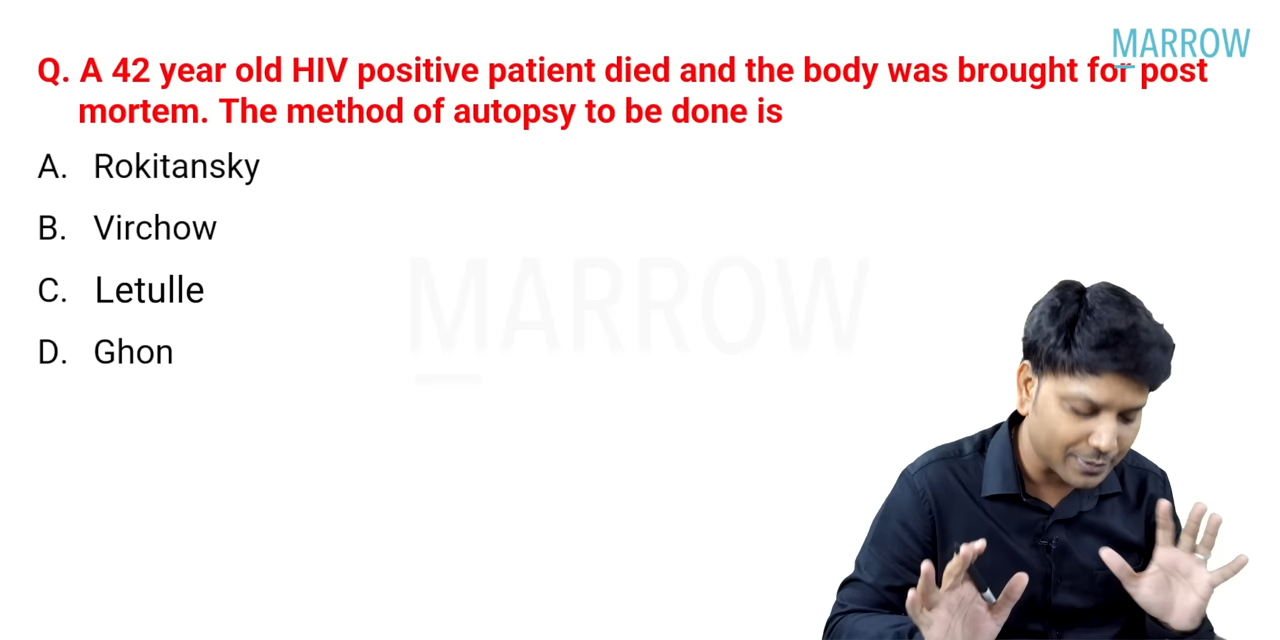 MARROW
Q. A 42 year old HIV positive patient died and the body was brought for post
mortem. The method of autopsy to be done is
A. Rokitansky
B. Virchow
C. Letulle
D. Ghon
MARROW